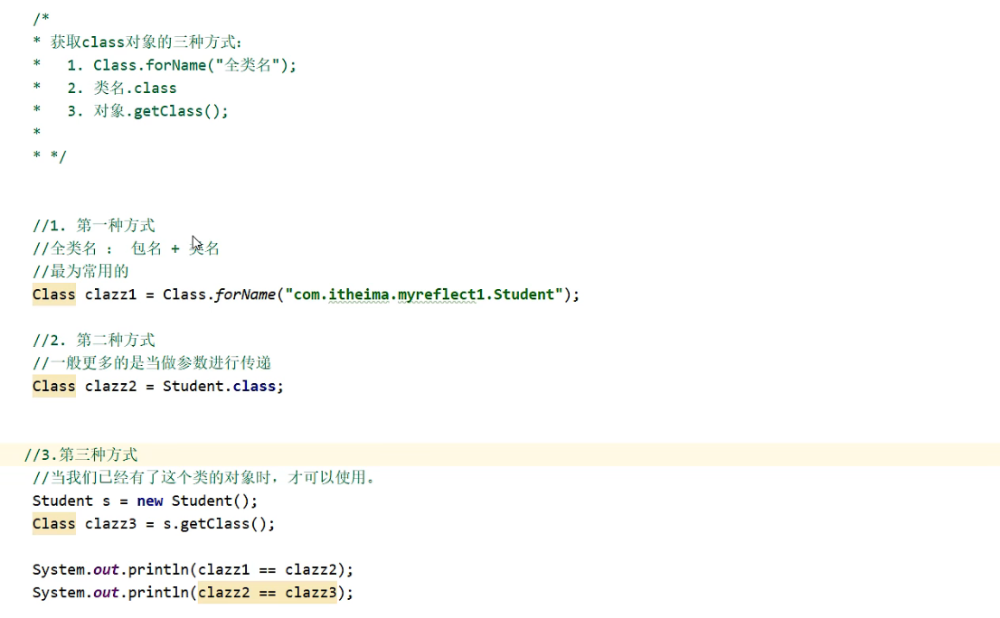 /*
* 获取class对象的三种方式:
* 1. Class.forName("全类名");
* 2. 类名.class
* 3. 对象.getClass();
*
* */
//1. 第一种方式
//全类名 : 包名 + 类名
//最为常用的
Class clazz1 = Class.forName("com.itheima.myreflect1.Student");
//2. 第二种方式
//一般更多的是当做参数进行传递
Class clazz2 = Student.class;
//3.第三种方式
//当我们已经有了这个类的对象时，才可以使用。
Student s = new Student();
Class clazz3 = s.getClass();
System.out.println(clazz1 == clazz2);
System.out.println(clazz2 == clazz3);